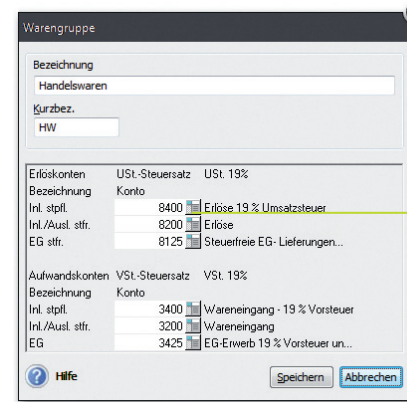 Warengruppe
Bezeichnung
Handelswaren
Kurzbez.
HW
Erlöskonten USt.-Steuersatz USt. 19%
Bezeichnung Konto
Inl. stpfl. 8400 Erlöse 19 % Umsatzsteuer
Inl./Ausl. stfr. 8200 Erlöse
EG stfr. 8125 Steuerfreie EG- Lieferungen...
Aufwandskonten VSt.-Steuersatz VSt. 19%
Bezeichnung Konto
Inl. stpfl. 3400 Wareneingang - 19 % Vorsteuer
Inl./Ausl. stfr. 3200 Wareneingang
EG 3425 EG-Erwerb 19 % Vorsteuer un...
? Hilfe Speichern Abbrechen